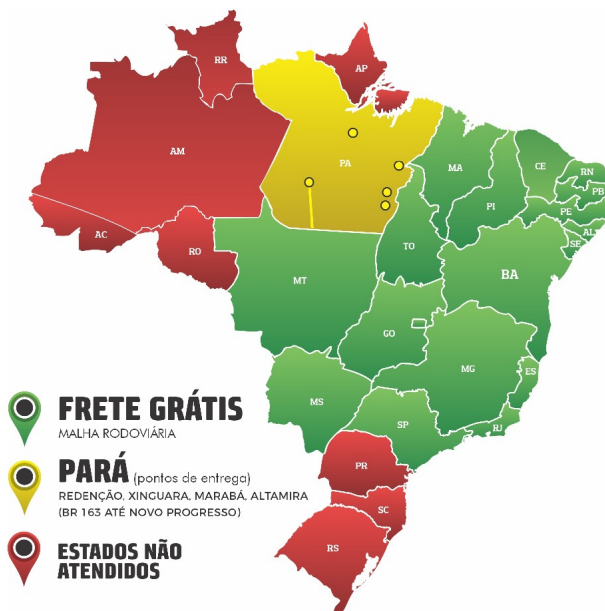 RR
AP
AM
PA
MA
CE
RN
PB
PI
PE
AL
SE
AC
RO
TO
BA
MT
GO
MG
ES
MS
SP
RJ
PR
SC
RS
FRETE GRÁTIS
MALHA RODOVIÁRIA
PARÁ (pontos de entrega)
REDENÇÃO, XINGUARA, MARABÁ, ALTAMIRA
(BR 163 ATÉ NOVO PROGRESSO)
ESTADOS NÃO
ATENDIDOS